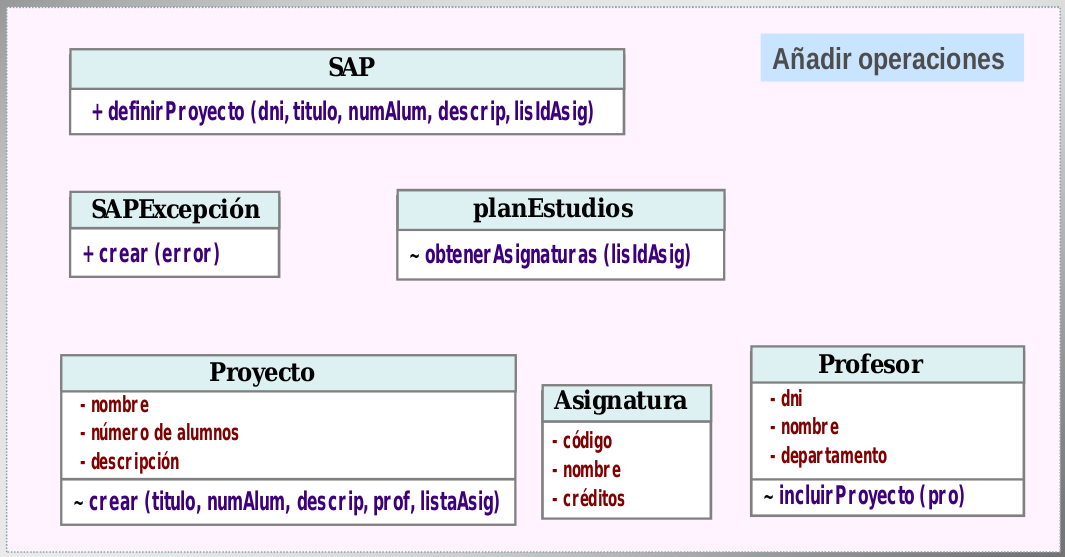 Añadir operaciones
SAP
+ definirProyecto (dni, titulo, numAlum, descrip, lisIdAsig)
SAPExcepción
+ crear (error)
planEstudios
~ obtenerAsignaturas (lisIdAsig)
Proyecto
- nombre
- número de alumnos
- descripción
~ crear (titulo, numAlum, descrip, prof, listaAsig)
Asignatura
- código
- nombre
- créditos
Profesor
- dni
- nombre
- departamento
~ incluirProyecto (pro)